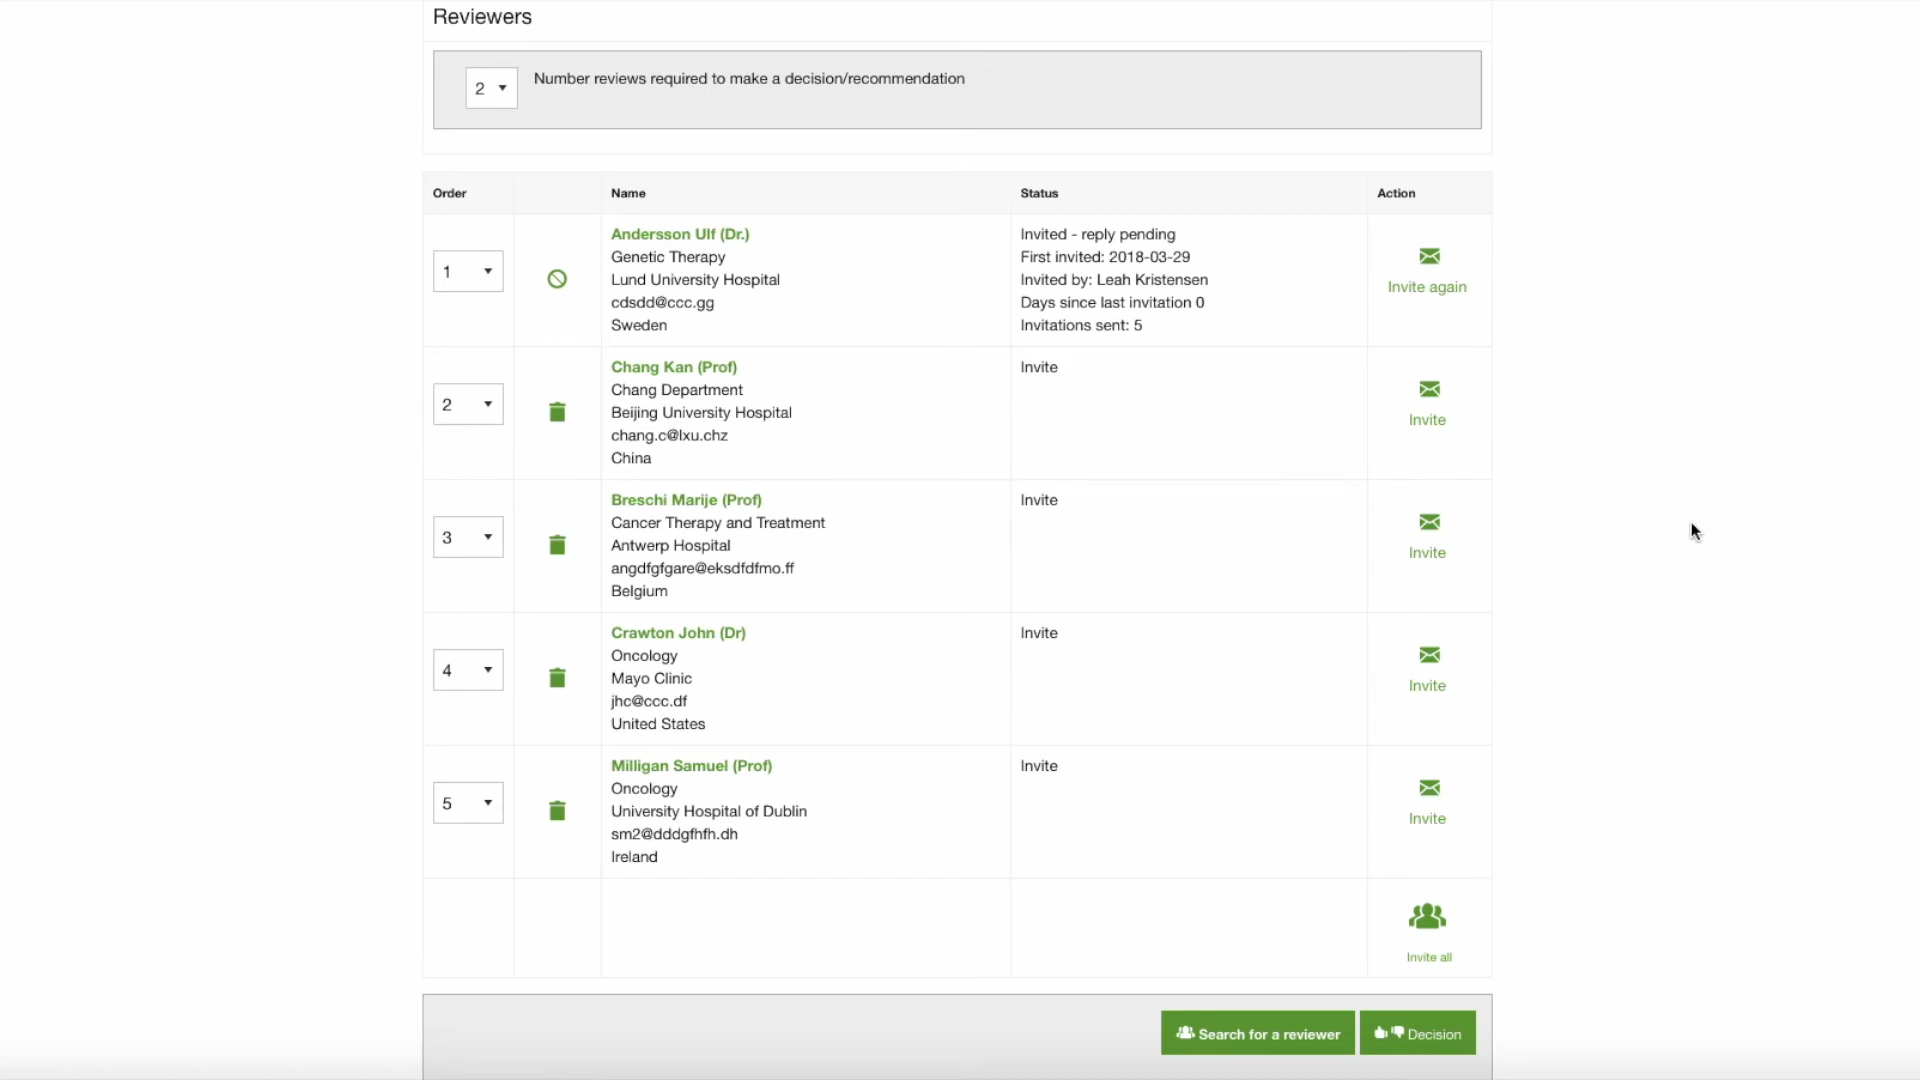 Reviewers
2 Number reviews required to make a decision/recommendation
Order Name Status Action
1
Andersson Ulf (Dr.)
Genetic Therapy
Lund University Hospital
cdsdd@ccc.gg
Sweden
Invited - reply pending
First invited: 2018-03-29
Invited by: Leah Kristensen
Days since last invitation 0
Invitations sent: 5
Invite again
2
Chang Kan (Prof)
Chang Department
Beijing University Hospital
chang.c@lxu.chz
China
Invite
Invite
3
Breschi Marije (Prof)
Cancer Therapy and Treatment
Antwerp Hospital
angdfgfgare@eksdfdfmo.ff
Belgium
Invite
Invite
4
Crawton John (Dr)
Oncology
Mayo Clinic
jhc@ccc.df
United States
Invite
Invite
5
Milligan Samuel (Prof)
Oncology
University Hospital of Dublin
sm2@dddgfhfh.dh
Ireland
Invite
Invite
Invite all
Search for a reviewer Decision